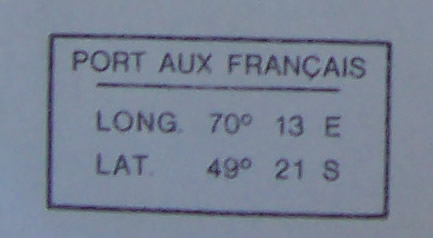 PORT AUX FRANÇAIS
LONG. 70° 13 E
LAT. 49° 21 S